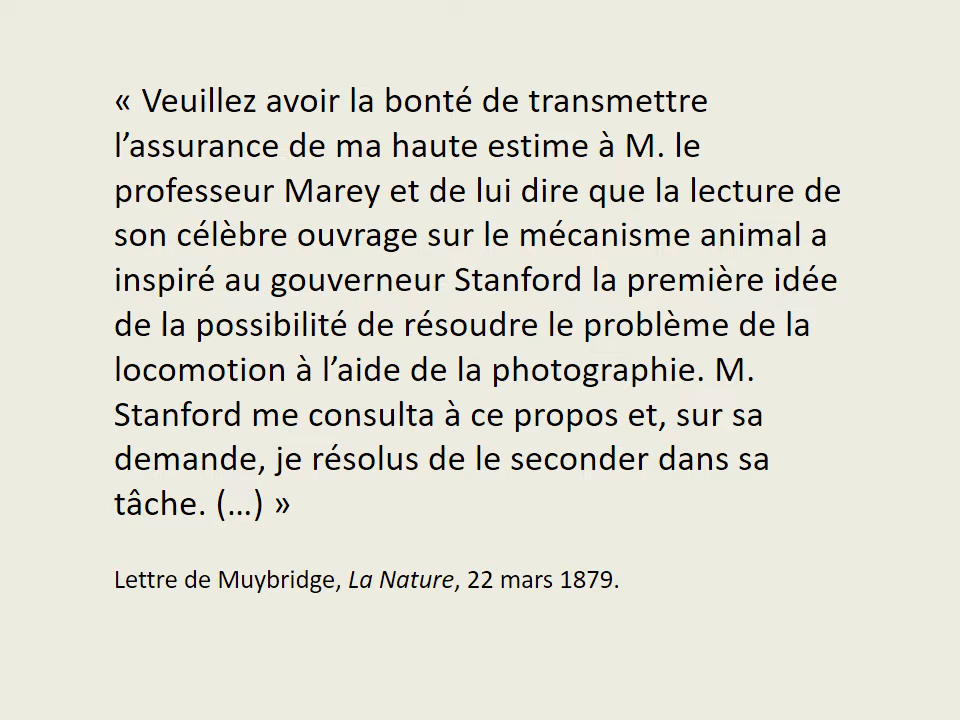 « Veuillez avoir la bonté de transmettre
l’assurance de ma haute estime à M. le
professeur Marey et de lui dire que la lecture de
son célèbre ouvrage sur le mécanisme animal a
inspiré au gouverneur Stanford la première idée
de la possibilité de résoudre le problème de la
locomotion à l’aide de la photographie. M.
Stanford me consulta à ce propos et, sur sa
demande, je résolus de le seconder dans sa
tâche. (…) »
Lettre de Muybridge, La Nature, 22 mars 1879.